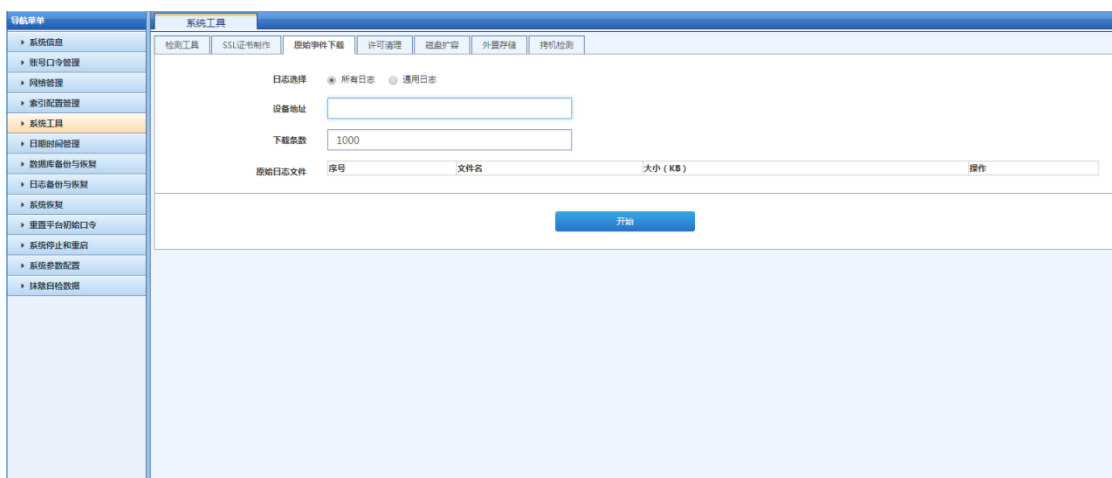 导航菜单
系统信息
账号口令管理
网络管理
索引配置管理
系统工具
日期时间管理
数据库备份与恢复
日志备份与恢复
系统恢复
重置平台初始口令
系统停止和重启
系统参数配置
抹除自检数据
系统工具
检测工具 SSL证书制作 原始事件下载 许可清理 磁盘扩容 外置存储 拷机检测
日志选择 所有日志 通用日志
设备地址
下载条数 1000
原始日志文件 序号 文件名 大小（KB） 操作
开始